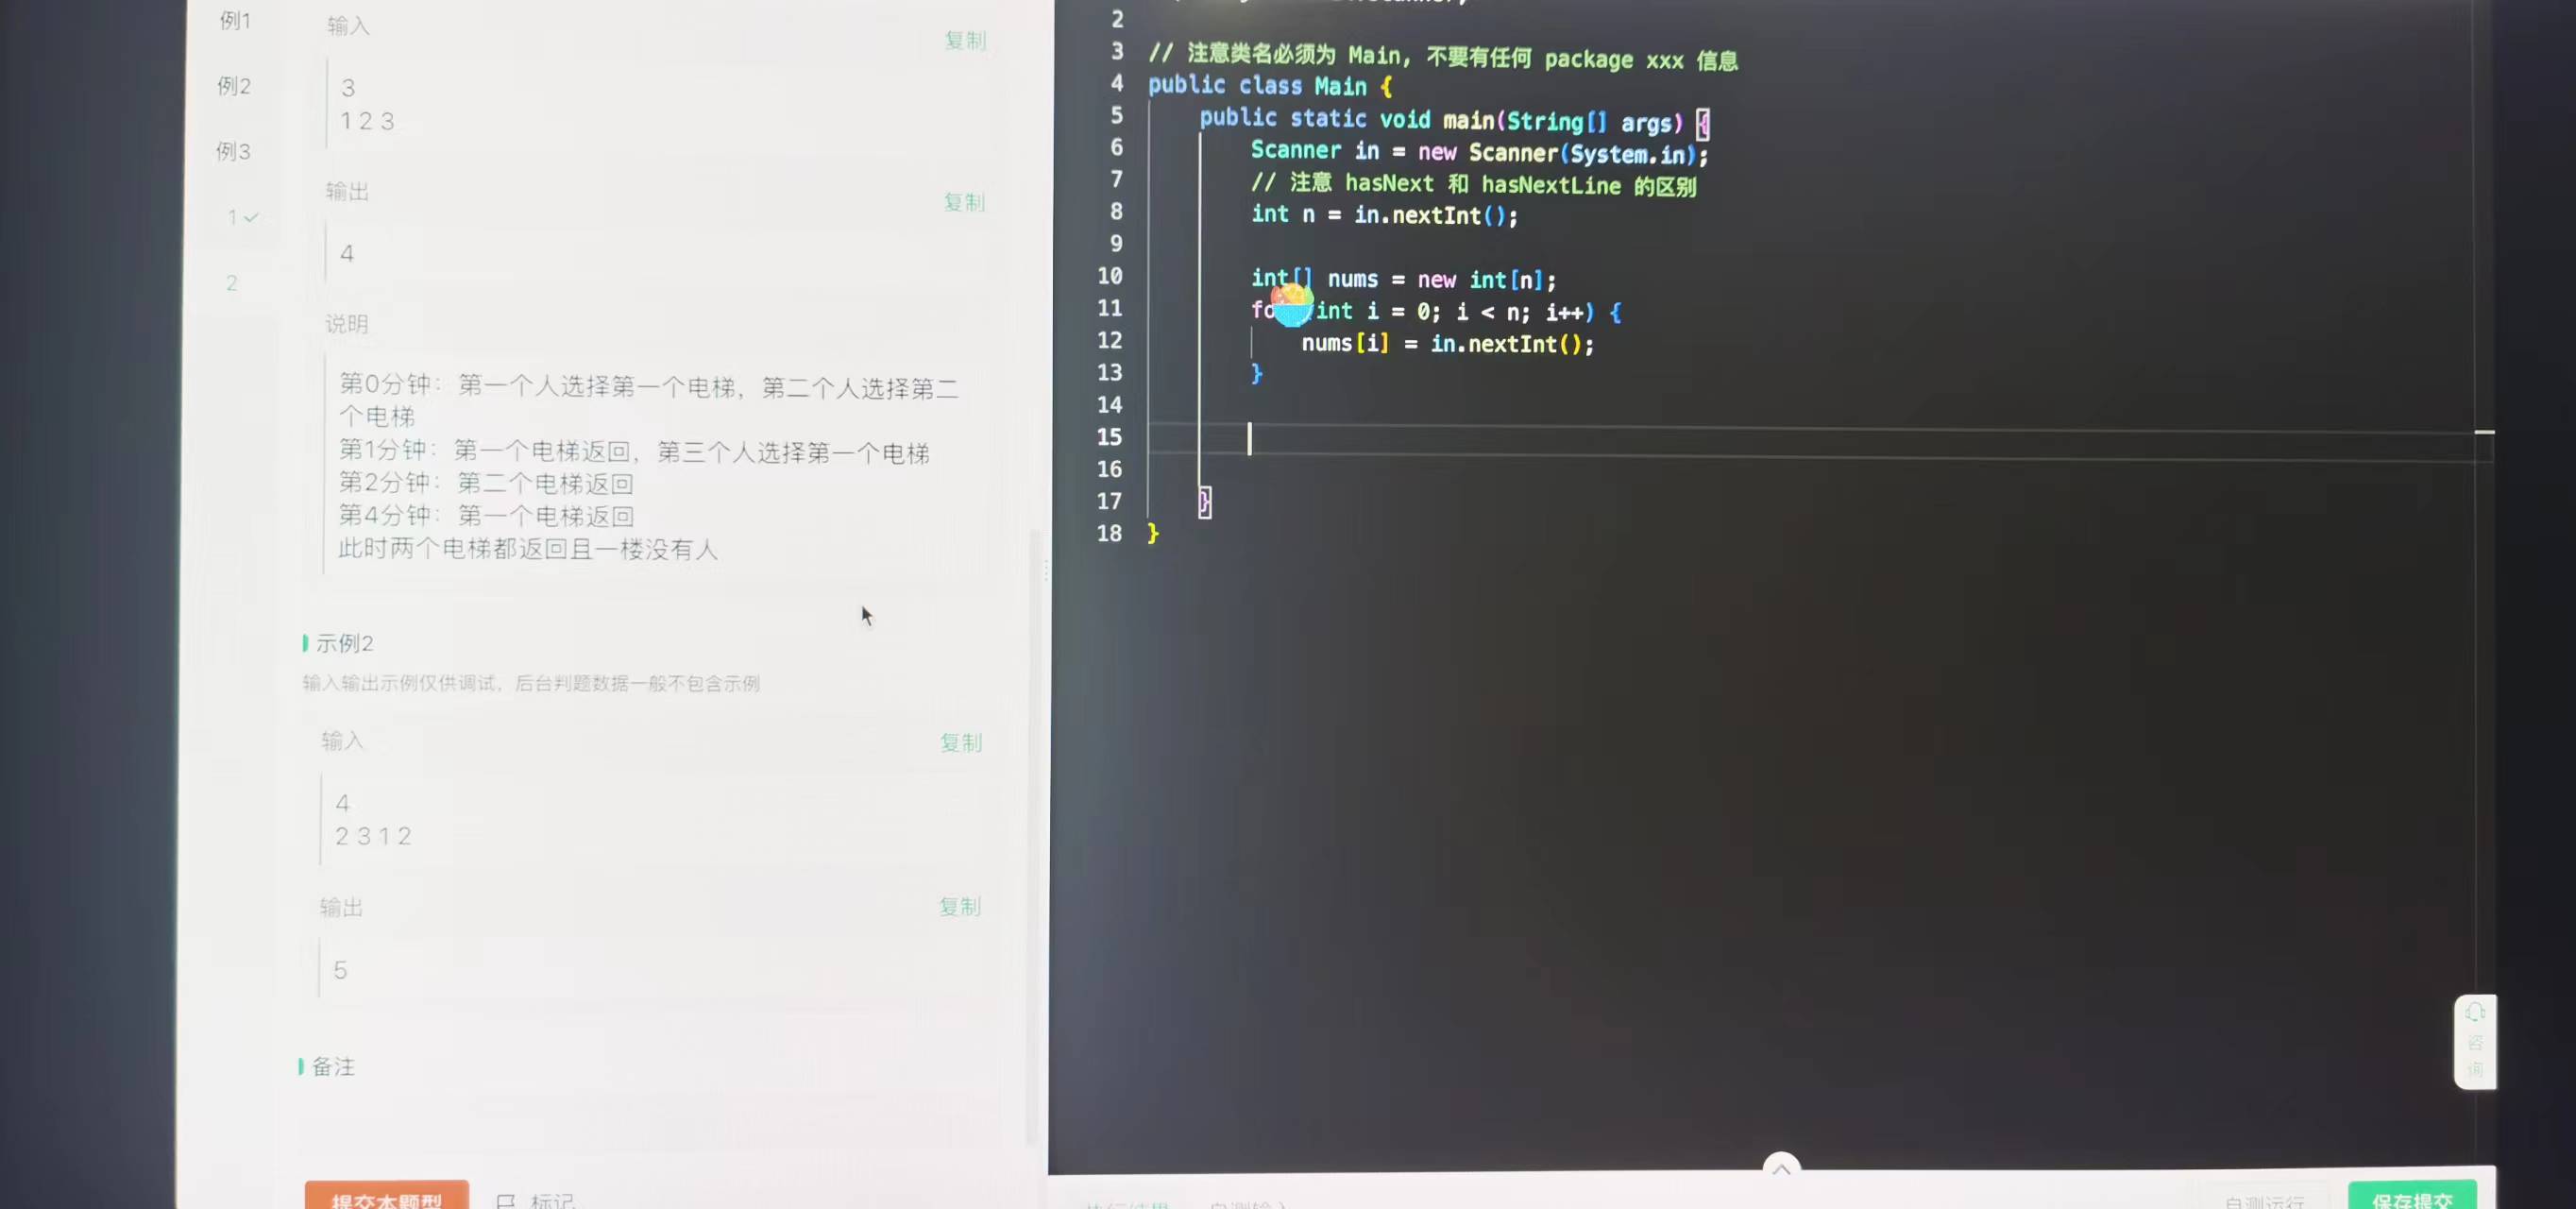 例1
例2
例3
1
2
输入
复制
3
1 2 3
输出
复制
4
说明
第0分钟：第一个人选择第一个电梯，第二个人选择第二
个电梯
第1分钟：第一个电梯返回，第三个人选择第一个电梯
第2分钟：第二个电梯返回
第4分钟：第一个电梯返回
此时两个电梯都返回且一楼没有人
示例2
输入输出示例仅供调试，后台判题数据一般不包含示例
输入
复制
4
2 3 1 2
输出
复制
5
备注
提交本题型
标记
2
3 // 注意类名必须为 Main, 不要有任何 package xxx 信息
4 public class Main {
5 public static void main(String[] args) {
6 Scanner in = new Scanner(System.in);
7 // 注意 hasNext 和 hasNextLine 的区别
8 int n = in.nextInt();
9
10 int[] nums = new int[n];
11 fo int i = 0; i < n; i++) {
12 nums[i] = in.nextInt();
13 }
14
15
16
17 }
18 }
咨
询
执行结果
自测输入
自测运行
保存提交